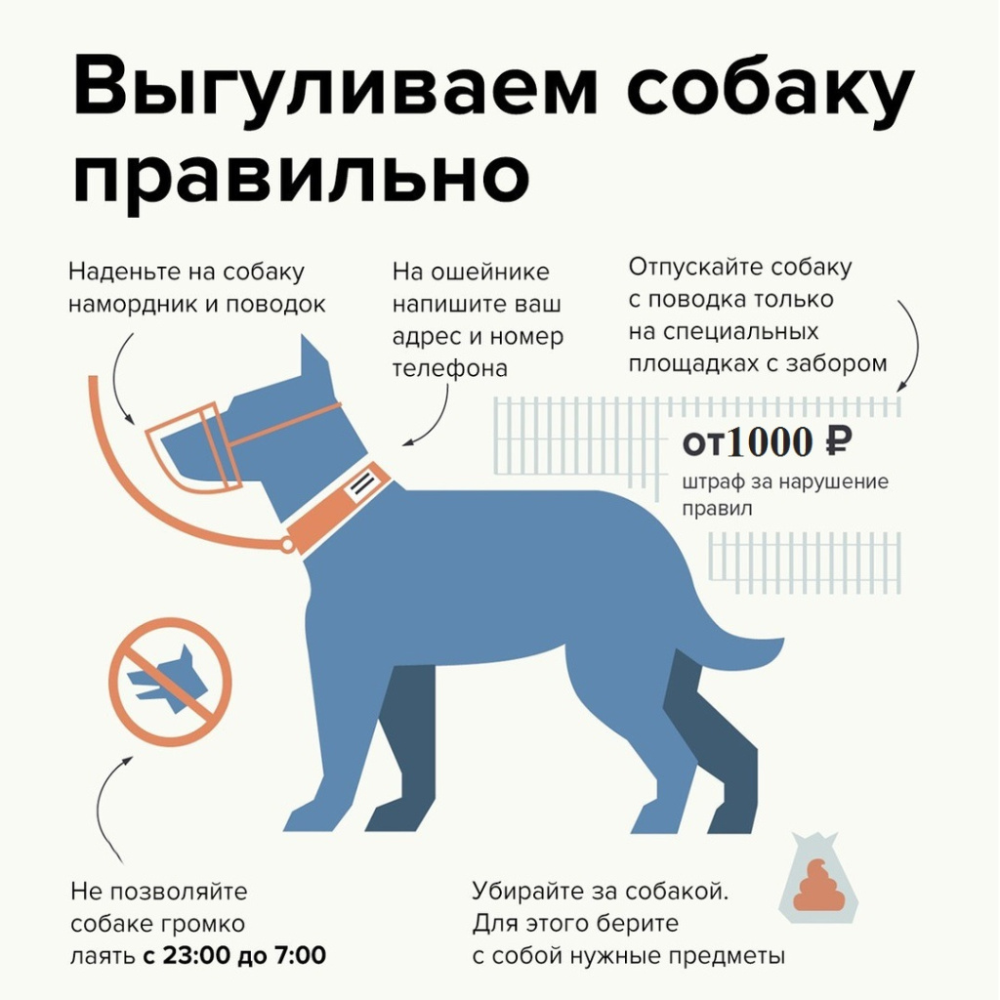 Выгуливаем собаку
правильно
Наденьте на собаку
намордник и поводок
На ошейнике
напишите ваш
адрес и номер
телефона
Отпускайте собаку
с поводка только
на специальных
площадках с забором
от1000 ₽
штраф за нарушение
правил
Не позволяйте
собаке громко
лаять с 23:00 до 7:00
Убирайте за собакой.
Для этого берите
с собой нужные предметы